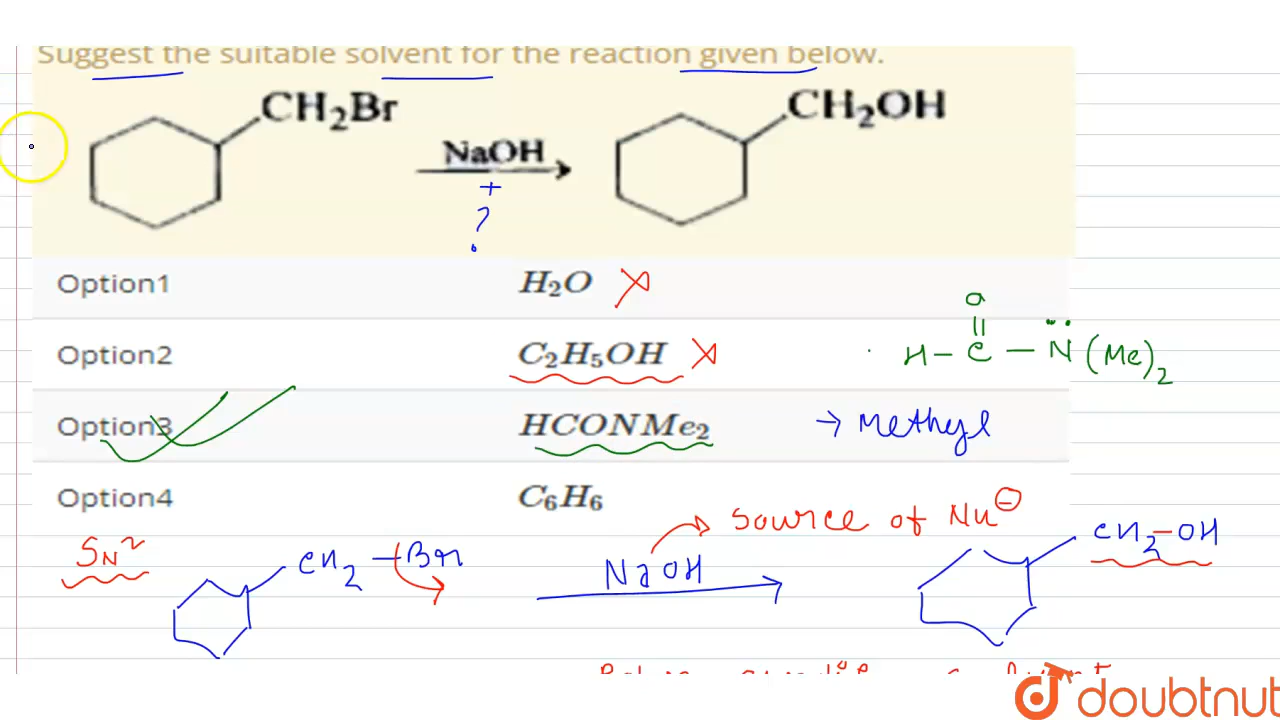 Suggest the suitable solvent for the reaction given below.
CH₂Br
NaOH
CH₂OH
+
?
Option1 H₂O
Option2 C₂H₅OH
H–C–N(Me)₂
Option3 HCONMe₂ → Methyl
Option4 C₆H₆
source of Nu⊖
SN²
CH₂–Br
NaOH
CH₂–OH
doubtnut